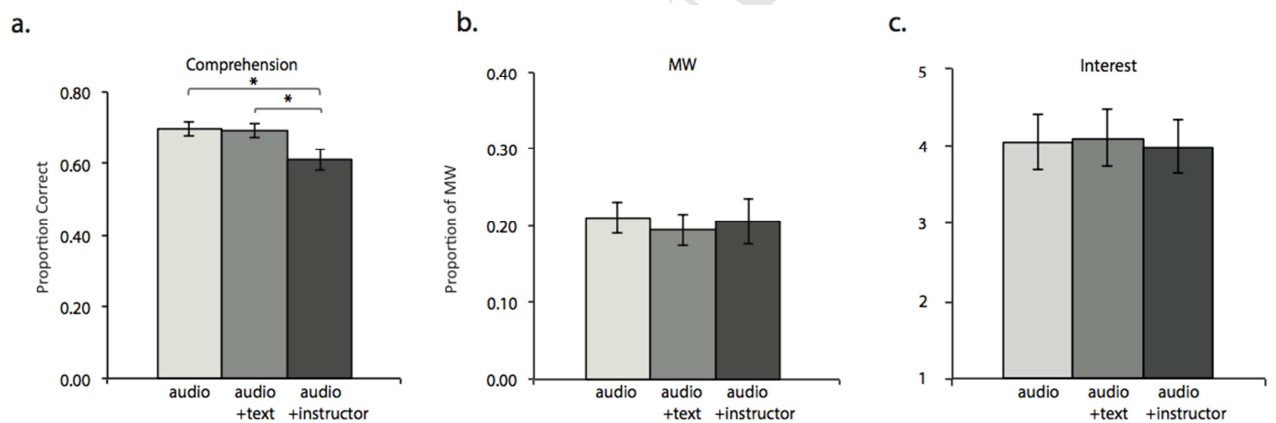 a.
Comprehension
*
*
0.80
0.60
0.40
0.20
0.00
Proportion Correct
audio
audio
+text
audio
+instructor
b.
MW
0.40
0.30
0.20
0.10
0.00
Proportion of MW
audio
audio
+text
audio
+instructor
c.
Interest
5
4
3
2
1
audio
audio
+text
audio
+instructor